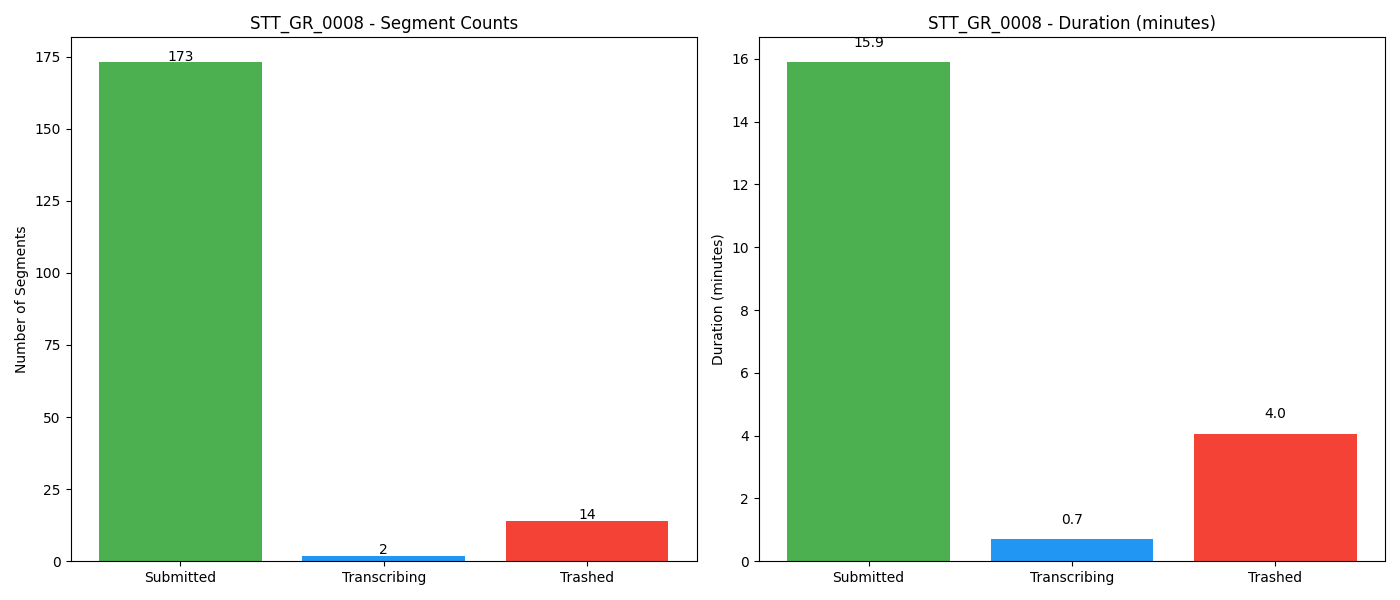 STT_GR_0008 - Segment Counts
Number of Segments
175
150
125
100
75
50
25
0
173
2
14
Submitted
Transcribing
Trashed
STT_GR_0008 - Duration (minutes)
Duration (minutes)
16
14
12
10
8
6
4
2
0
15.9
0.7
4.0
Submitted
Transcribing
Trashed